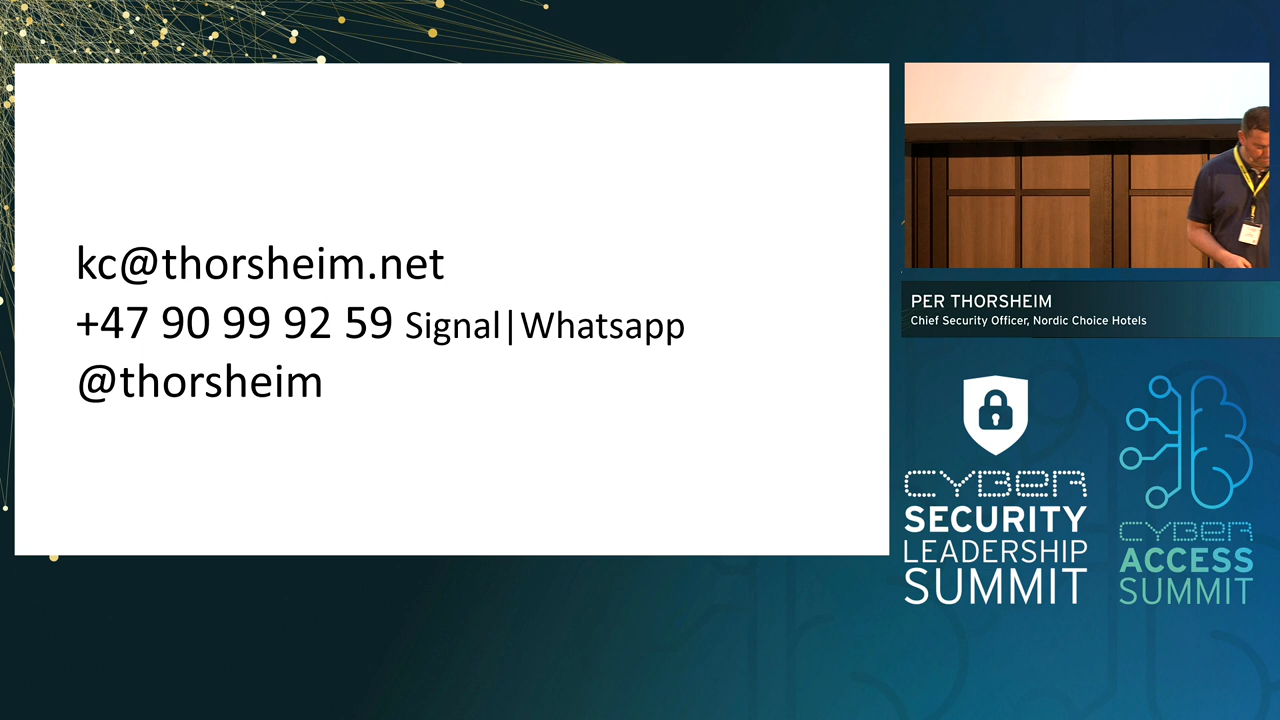 kc@thorsheim.net
+47 90 99 92 59 Signal|Whatsapp
@thorsheim
PER THORSHEIM
Chief Security Officer, Nordic Choice Hotels
CYBER
SECURITY
LEADERSHIP
SUMMIT
CYBER
ACCESS
SUMMIT